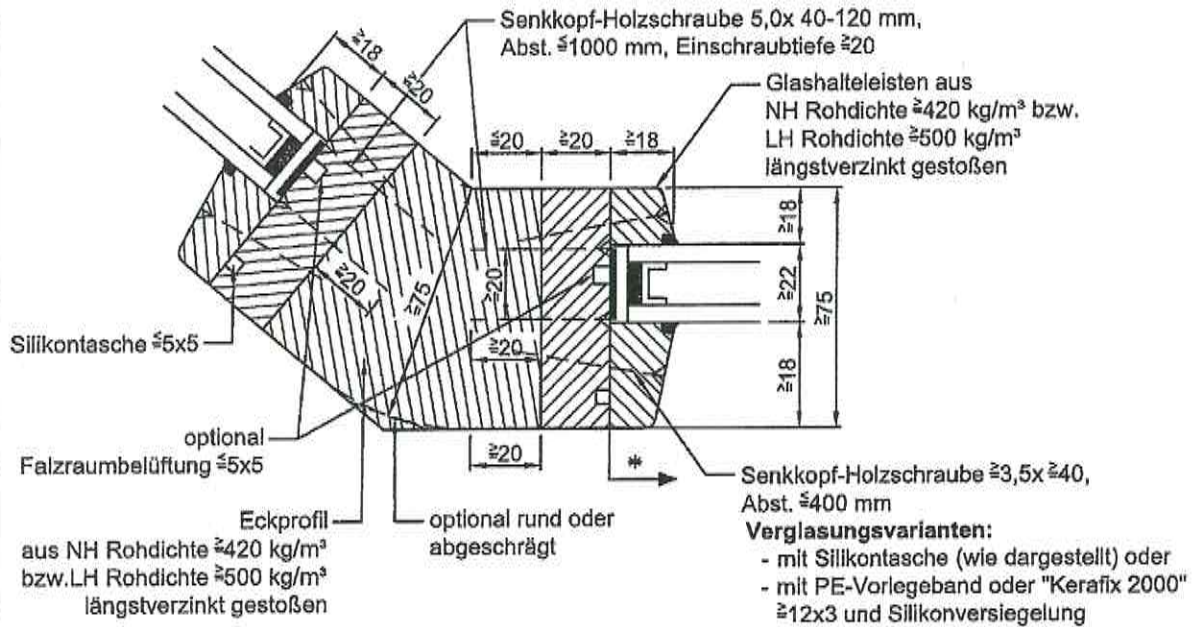 Senkkopf-Holzschraube 5,0x 40-120 mm,
Abst. ≦1000 mm, Einschraubtiefe ≧20
≧18
≧20
Glashalteleisten aus
NH Rohdichte ≧420 kg/m³ bzw.
LH Rohdichte ≧500 kg/m³
längstverzinkt gestoßen
≦20
≧20
≧18
≧18
≧20
≧75
≧20
≧22
≧75
Silikontasche ≦5x5
≧20
≧18
optional
Falzraumbelüftung ≦5x5
≧20
*
Senkkopf-Holzschraube ≧3,5x ≧40,
Abst. ≦400 mm
Eckprofil
aus NH Rohdichte ≧420 kg/m³
bzw.LH Rohdichte ≧500 kg/m³
längstverzinkt gestoßen
optional rund oder
abgeschrägt
Verglasungsvarianten:
- mit Silikontasche (wie dargestellt) oder
- mit PE-Vorlegeband oder "Kerafix 2000"
≧12x3 und Silikonversiegelung